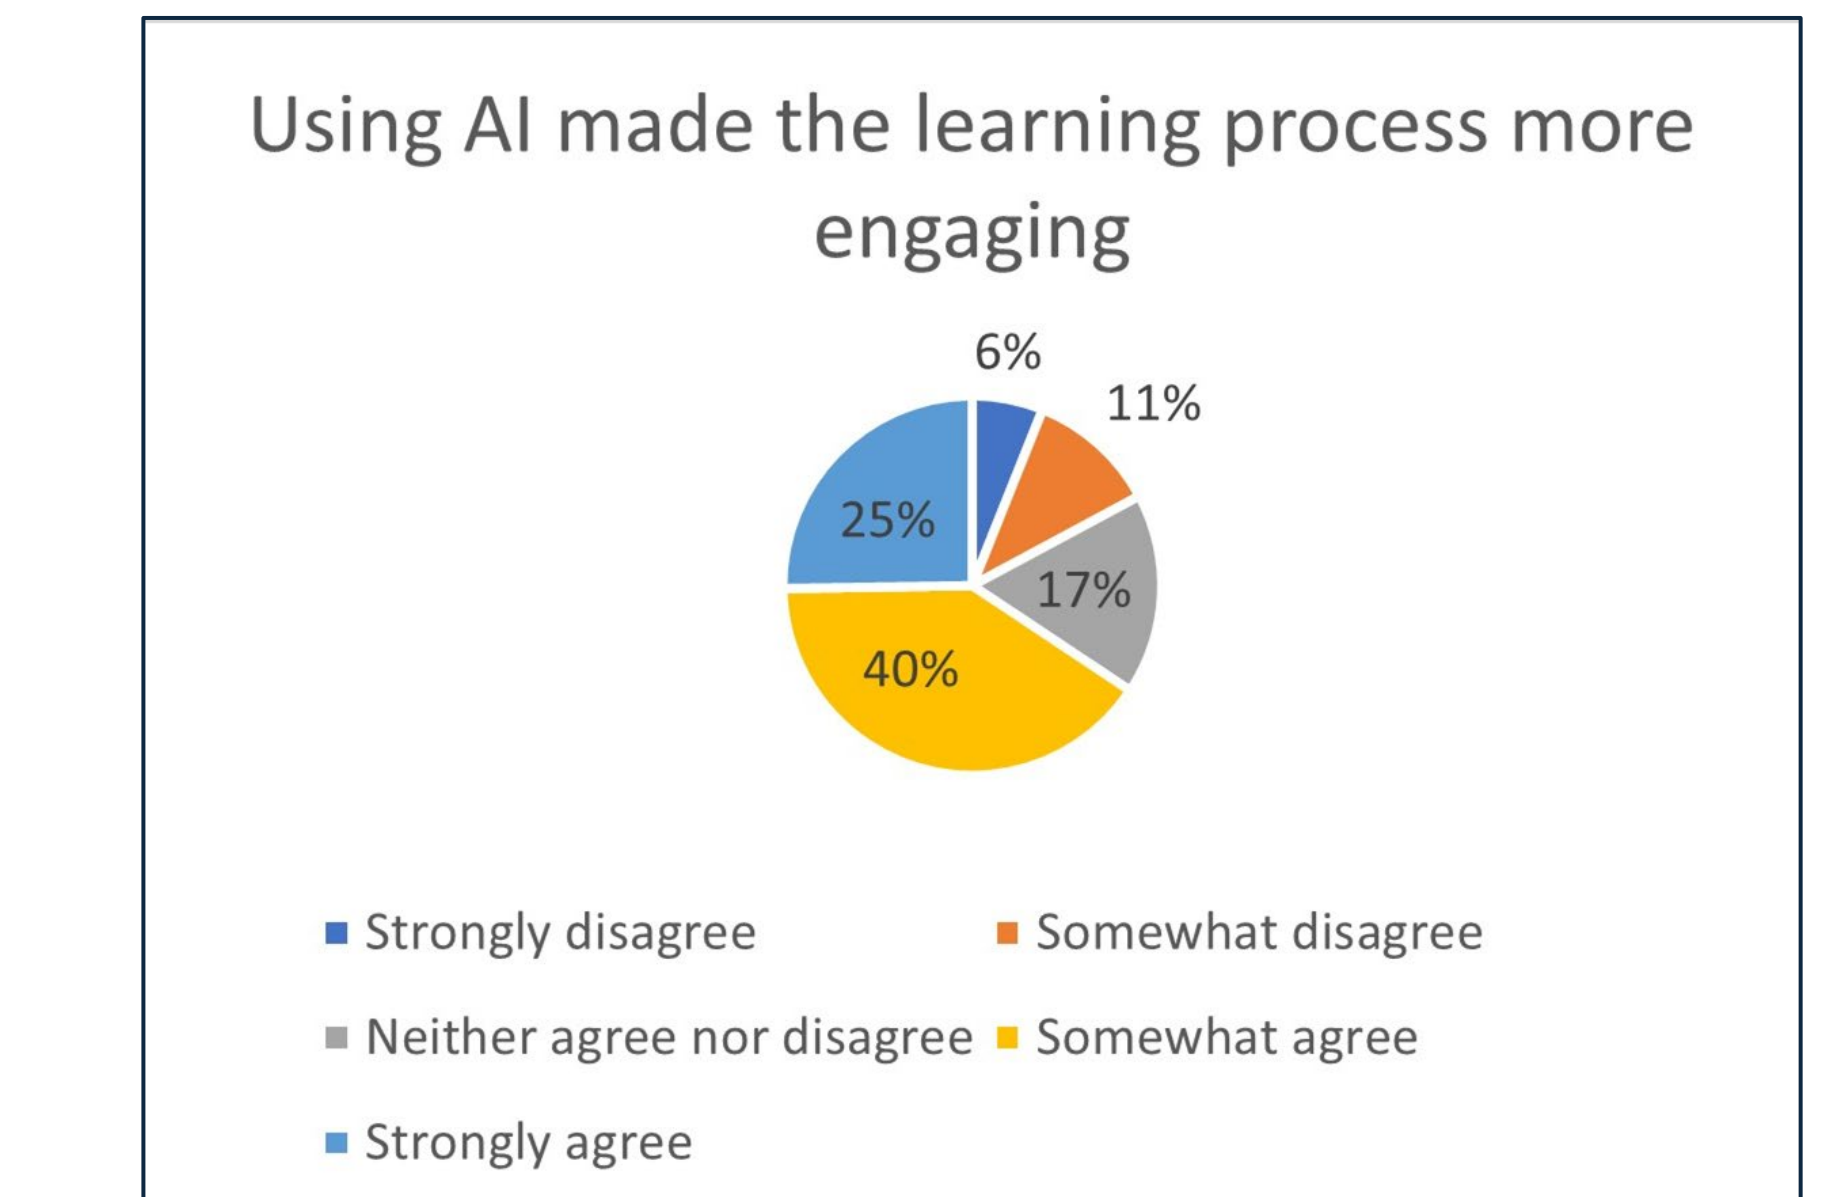 Using AI made the learning process more
engaging
6%
11%
25%
17%
40%
Strongly disagree
Somewhat disagree
Neither agree nor disagree
Somewhat agree
Strongly agree